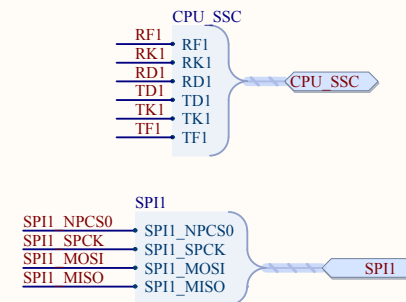 CPU_SSC
RF1 RF1
RK1 RK1
RD1 RD1 CPU_SSC
TD1 TD1
TK1 TK1
TF1 TF1
SPI1
SPI1_NPCS0 SPI1_NPCS0
SPI1_SPCK SPI1_SPCK
SPI1_MOSI SPI1_MOSI SPI1
SPI1_MISO SPI1_MISO